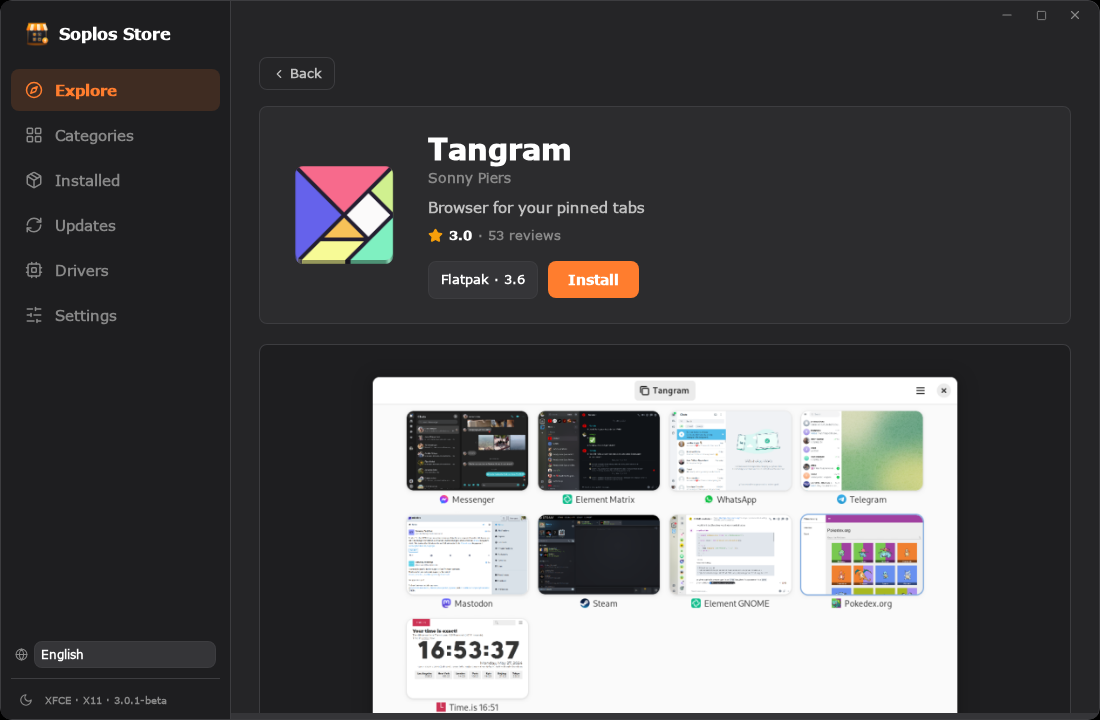 Soplos Store
Explore
Categories
Installed
Updates
Drivers
Settings
English
XFCE · X11 · 3.0.1-beta
Back
Tangram
Sonny Piers
Browser for your pinned tabs
3.0 · 53 reviews
Flatpak · 3.6
Install
Tangram
Messenger
Element Matrix
WhatsApp
Telegram
Mastodon
Steam
Element GNOME
Pokedex.org
Your time is exact!
16:53:37
Time.is 16:51